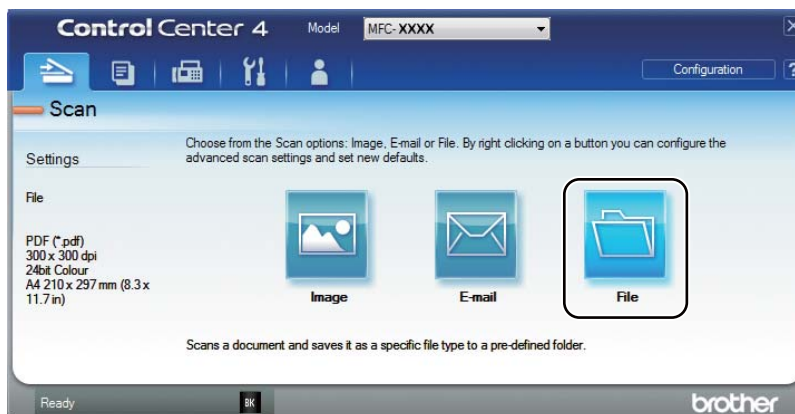 Control Center 4
Model
MFC- XXXX
Configuration
?
Scan
Settings
Choose from the Scan options: Image, E-mail or File. By right clicking on a button you can configure the
advanced scan settings and set new defaults.
File
PDF (*.pdf)
300 x 300 dpi
24bit Colour
A4 210 x 297 mm (8.3 x
11.7 in)
Image
E-mail
File
Scans a document and saves it as a specific file type to a pre-defined folder.
Ready
BK
brother